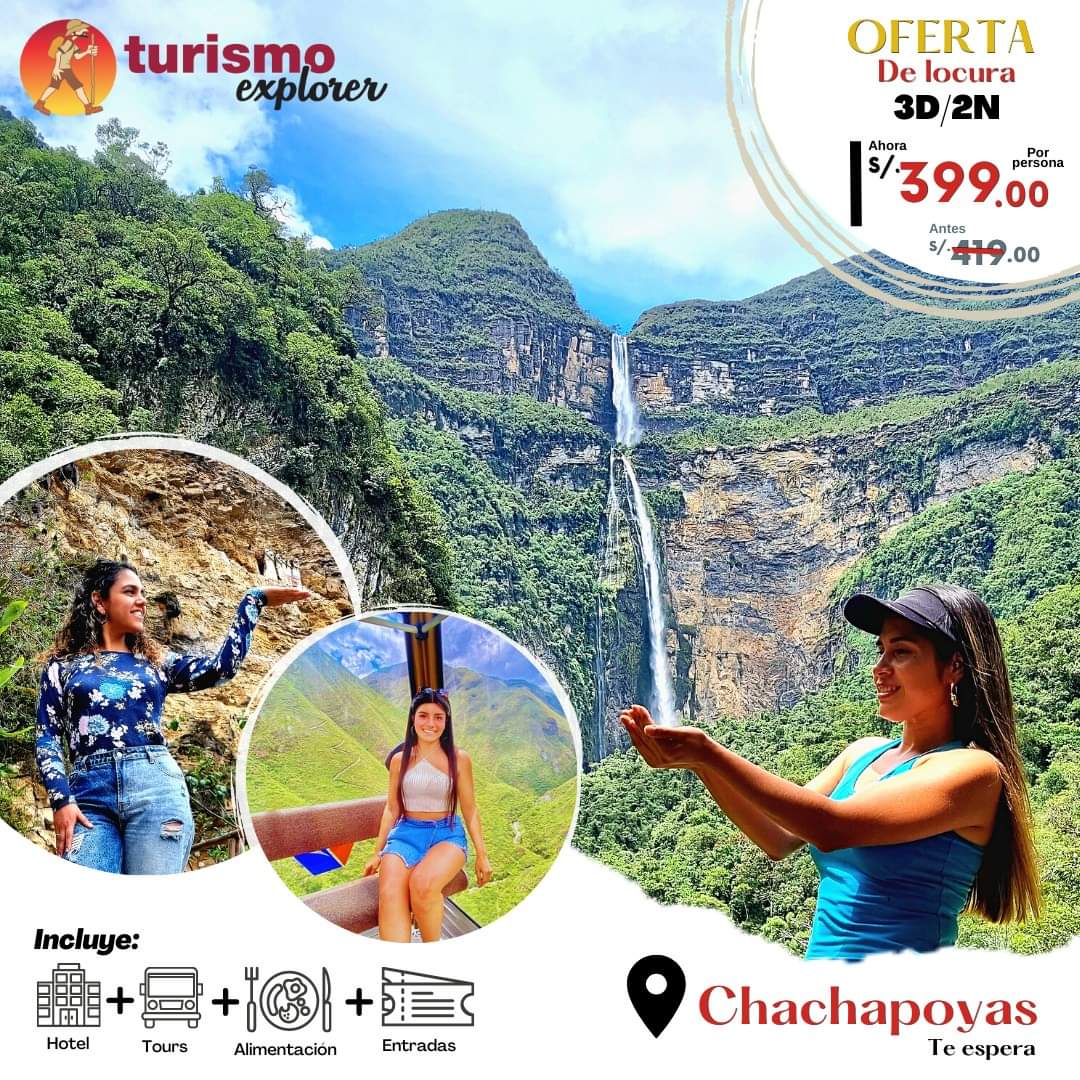 turismo
explorer
OFERTA
De locura
3D/2N
Ahora
Por
persona
S/.399.00
Antes
S/.419.00
Incluye:
Hotel + Tours + Alimentación + Entradas
Chachapoyas
Te espera